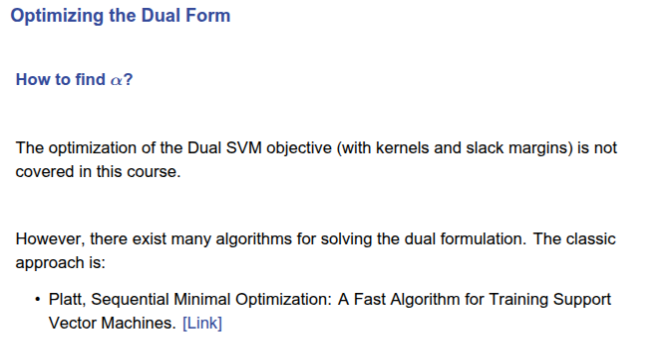 Optimizing the Dual Form
How to find α?
The optimization of the Dual SVM objective (with kernels and slack margins) is not
covered in this course.
However, there exist many algorithms for solving the dual formulation. The classic
approach is:
• Platt, Sequential Minimal Optimization: A Fast Algorithm for Training Support
Vector Machines. [Link]